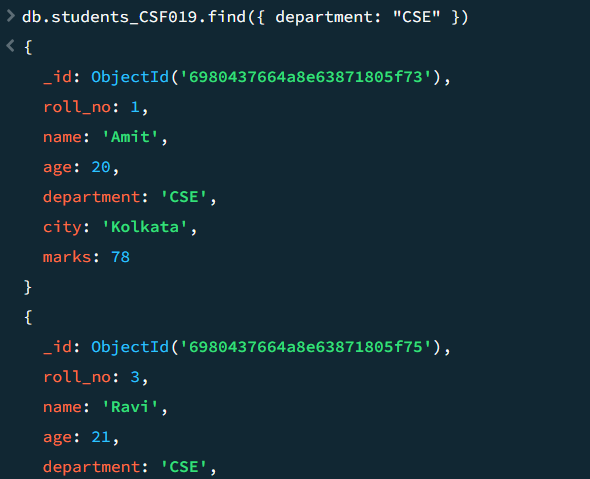 > db.students_CSF019.find({ department: "CSE" })
< {
_id: ObjectId('6980437664a8e63871805f73'),
roll_no: 1,
name: 'Amit',
age: 20,
department: 'CSE',
city: 'Kolkata',
marks: 78
}
{
_id: ObjectId('6980437664a8e63871805f75'),
roll_no: 3,
name: 'Ravi',
age: 21,
department: 'CSE',